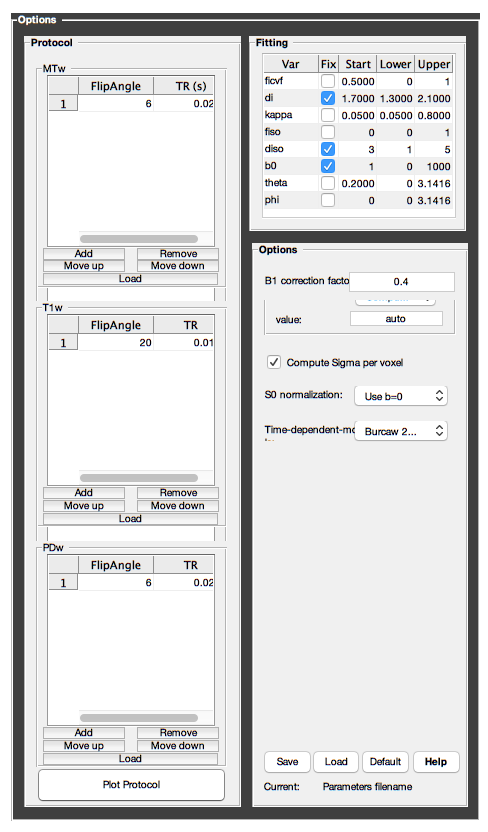 Options
Protocol
MTw
FlipAngle TR (s)
1 6 0.02
Add Remove
Move up Move down
Load
T1w
FlipAngle TR
1 20 0.01
Add Remove
Move up Move down
Load
PDw
FlipAngle TR
1 6 0.02
Add Remove
Move up Move down
Load
Plot Protocol
Fitting
Var Fix Start Lower Upper
ficvf 0.5000 0 1
di 1.7000 1.3000 2.1000
kappa 0.0500 0.0500 0.8000
fiso 0 0 1
diso 3 1 5
b0 1 0 1000
theta 0.2000 0 3.1416
phi 0 0 3.1416
Options
B1 correction facto 0.4
value: auto
Compute Sigma per voxel
S0 normalization: Use b=0
Time-dependent-mo Burcaw 2...
Save Load Default Help
Current: Parameters filename